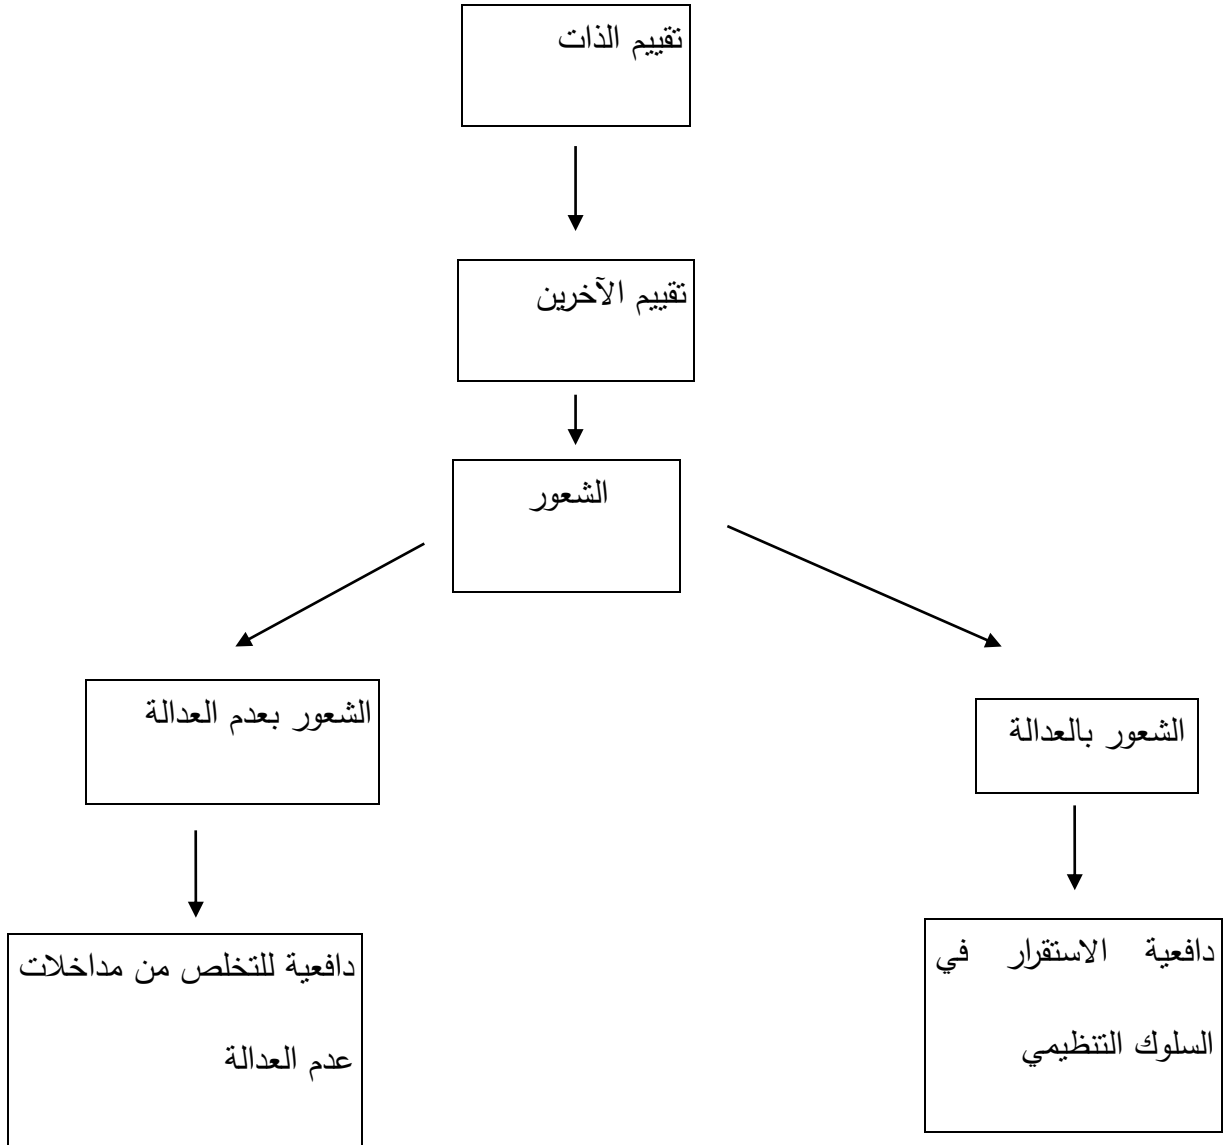 تقييم الذات
تقييم الآخرين
الشعور
الشعور بالعدالة
الشعور بعدم العدالة
دافعية الاستقرار في
السلوك التنظيمي
دافعية للتخلص من مداخلات
عدم العدالة